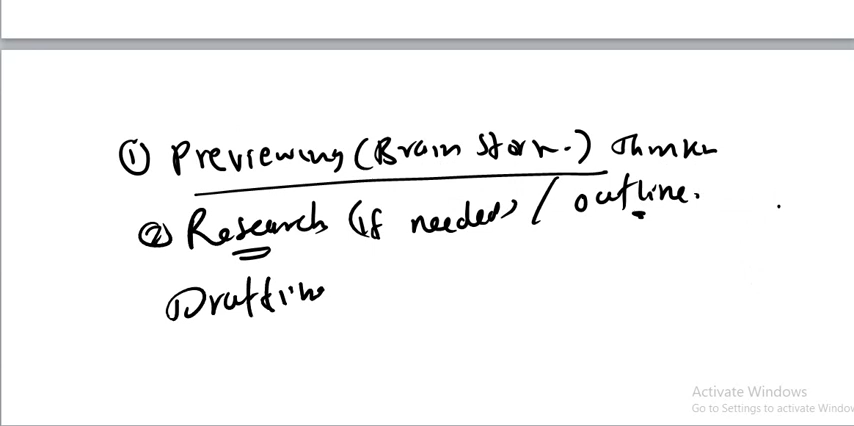 ① Previewing (Brain Storm.) Thinker
② Research (if needed) / outline.
Drafting
Activate Windows
Go to Settings to activate Window